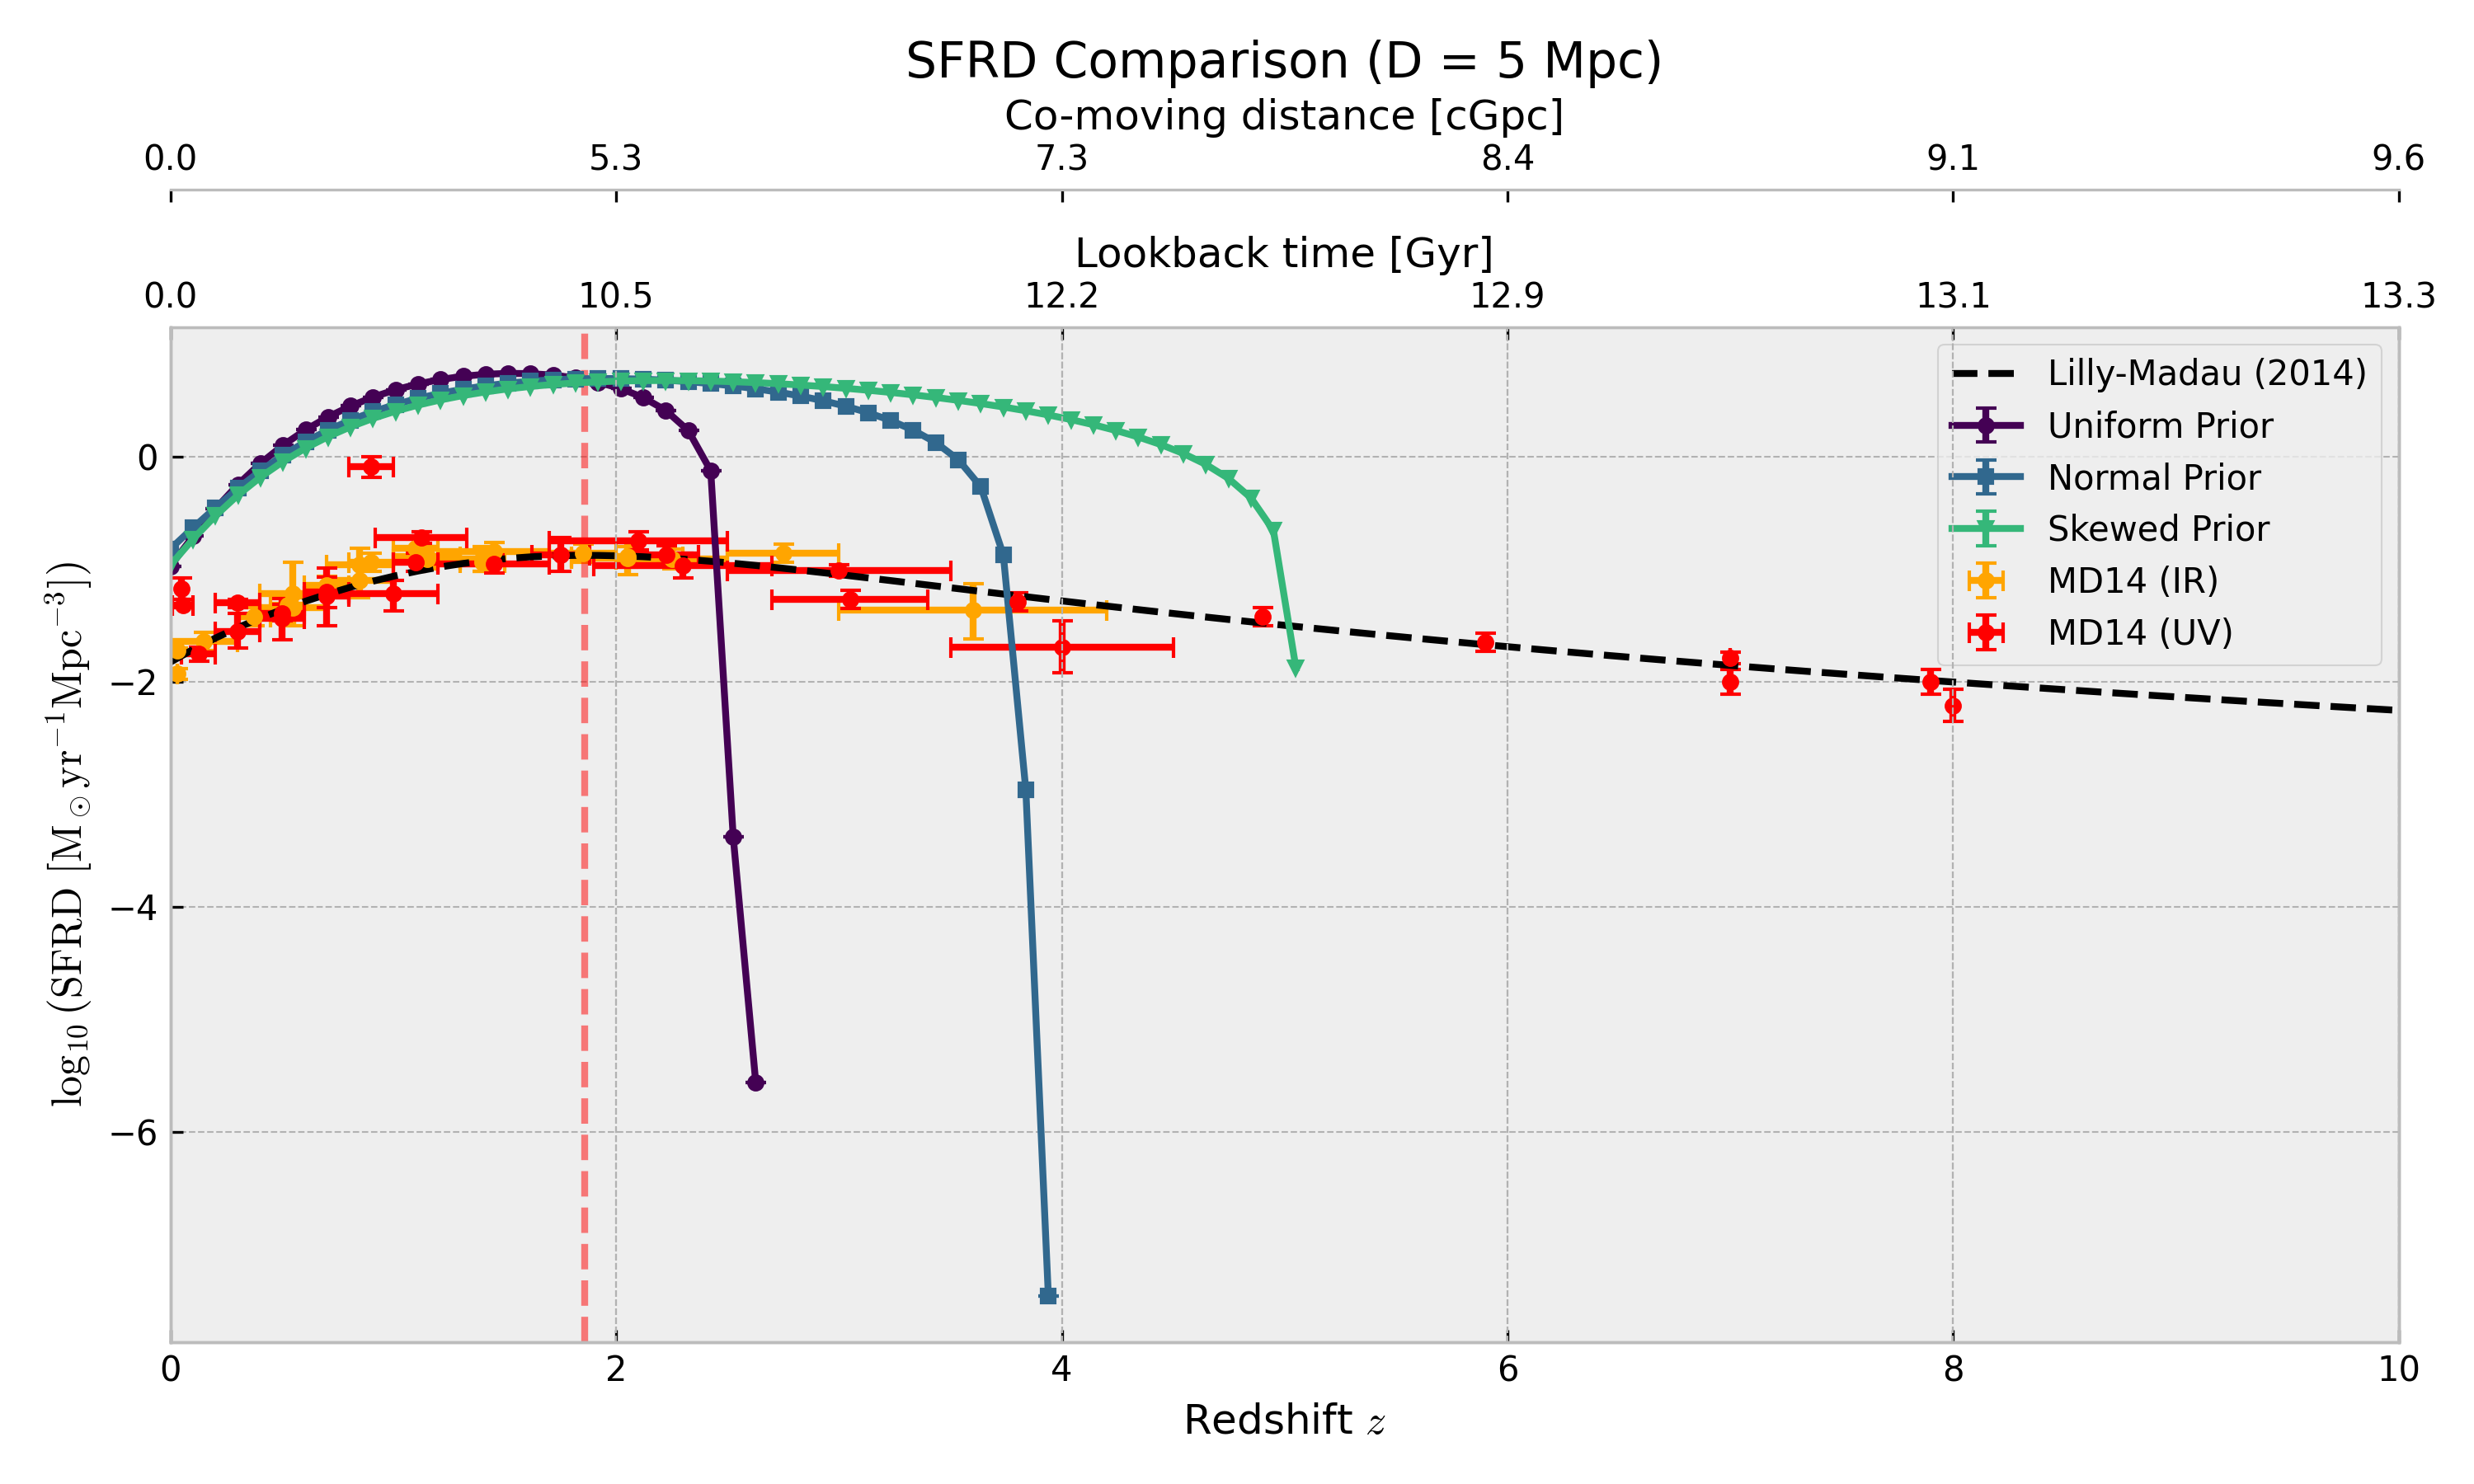 SFRD Comparison (D = 5 Mpc)
Co-moving distance [cGpc]
0.0 5.3 7.3 8.4 9.1 9.6
Lookback time [Gyr]
0.0 10.5 12.2 12.9 13.1 13.3
Lilly-Madau (2014)
Uniform Prior
Normal Prior
Skewed Prior
MD14 (IR)
MD14 (UV)
log₁₀(SFRD [M⊙yr⁻¹Mpc⁻³])
0
−2
−4
−6
0 2 4 6 8 10
Redshift z